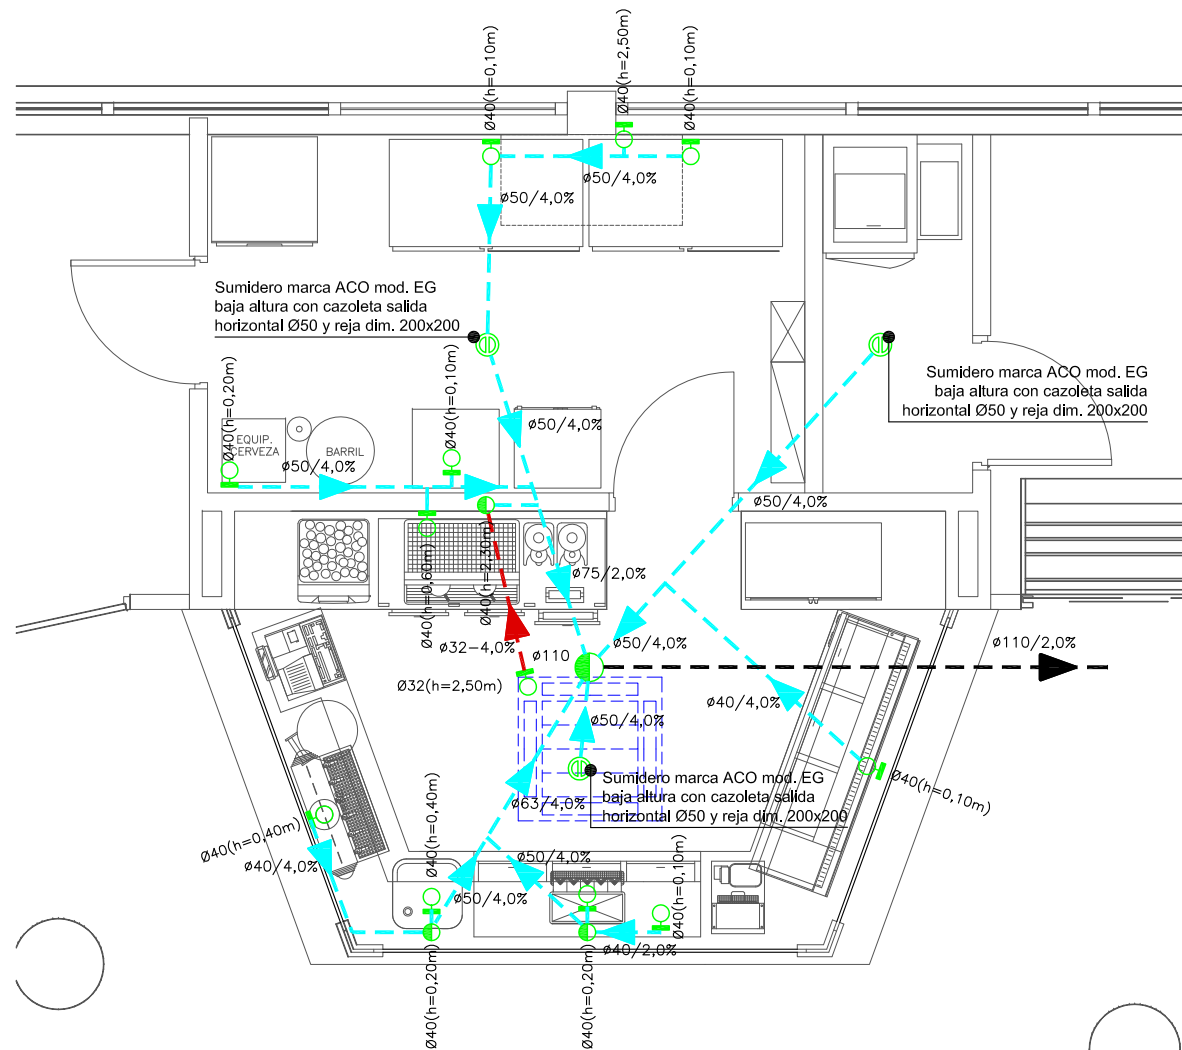 Ø40(h=0,10m)
Ø40(h=2,50m)
Ø40(h=0,10m)
ø50/4,0%
ø50/4,0%
Sumidero marca ACO mod. EG
baja altura con cazoleta salida
horizontal Ø50 y reja dim. 200x200
Sumidero marca ACO mod. EG
baja altura con cazoleta salida
horizontal Ø50 y reja dim. 200x200
Ø40(h=0,20m)
Ø40(h=0,10m)
ø50/4,0%
EQUIP.
CERVEZA
BARRIL
ø50/4,0%
ø50/4,0%
Ø40(h=0,60m)
Ø40(h=2,30m)
ø75/2,0%
ø32-4,0%
ø110
ø50/4,0%
ø110/2,0%
Ø32(h=2,50m)
ø50/4,0%
ø40/4,0%
Sumidero marca ACO mod. EG
baja altura con cazoleta salida
horizontal Ø50 y reja dim. 200x200
Ø40(h=0,10m)
ø63/4,0%
Ø40(h=0,40m)
Ø40(h=0,40m)
ø40/4,0%
ø50/4,0%
Ø40(h=0,10m)
ø50/4,0%
ø40/2,0%
Ø40(h=0,20m)
Ø40(h=0,20m)